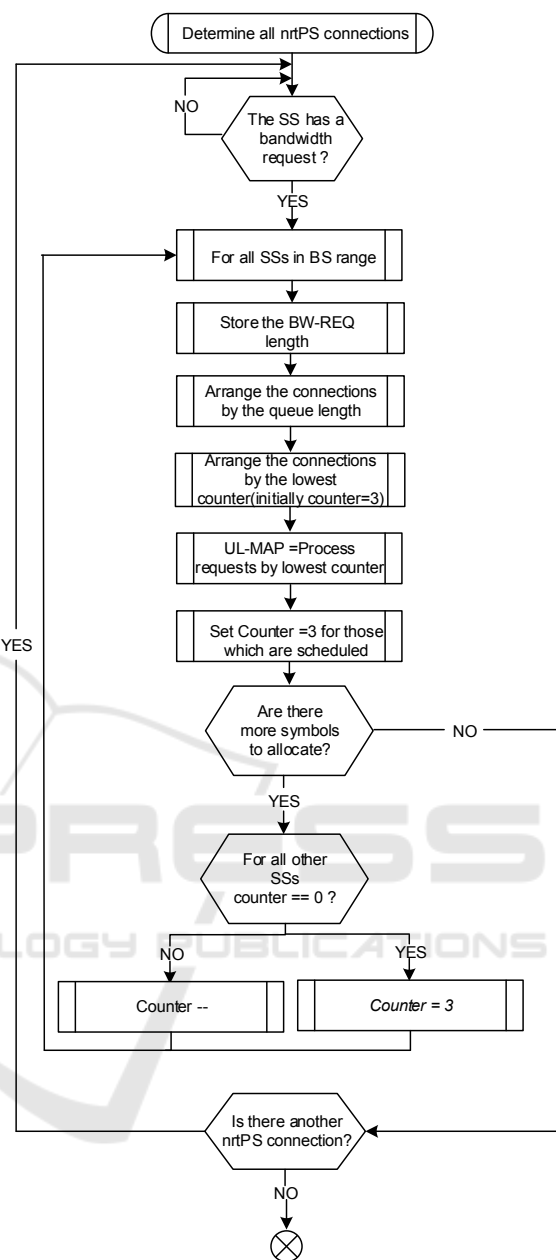 Determine all nrtPS connections
NO
The SS has a
bandwidth
request ?
YES
For all SSs in BS range
Store the BW-REQ
length
Arrange the connections
by the queue length
Arrange the connections
by the lowest
counter(initially counter=3)
UL-MAP =Process
requests by lowest counter
Set Counter =3 for those
which are scheduled
YES
Are there
more symbols
to allocate?
NO
YES
For all other
SSs
counter == 0 ?
PRESS
OLOGY PUBLICATIONS
NO
YES
Counter --
Counter = 3
Is there another
nrtPS connection?
NO